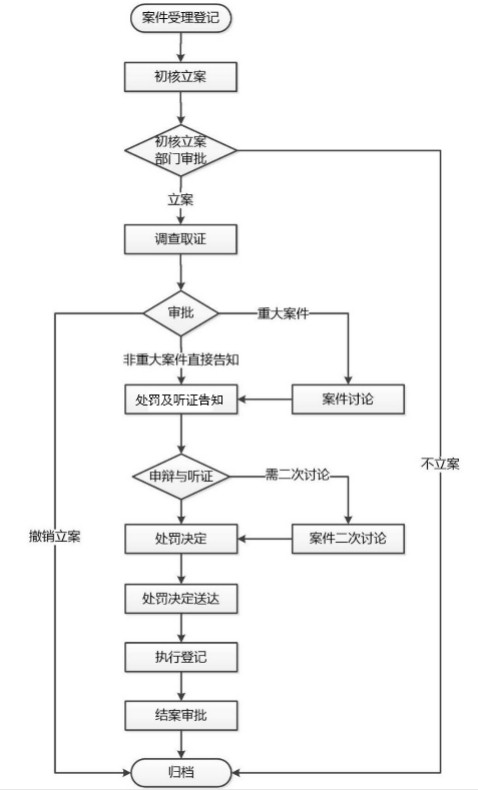 案件受理登记
初核立案
初核立案
部门审批
立案
调查取证
审批
重大案件
非重大案件直接告知
处罚及听证告知
案件讨论
不立案
申辩与听证
需二次讨论
撤销立案
处罚决定
案件二次讨论
处罚决定送达
执行登记
结案审批
归档